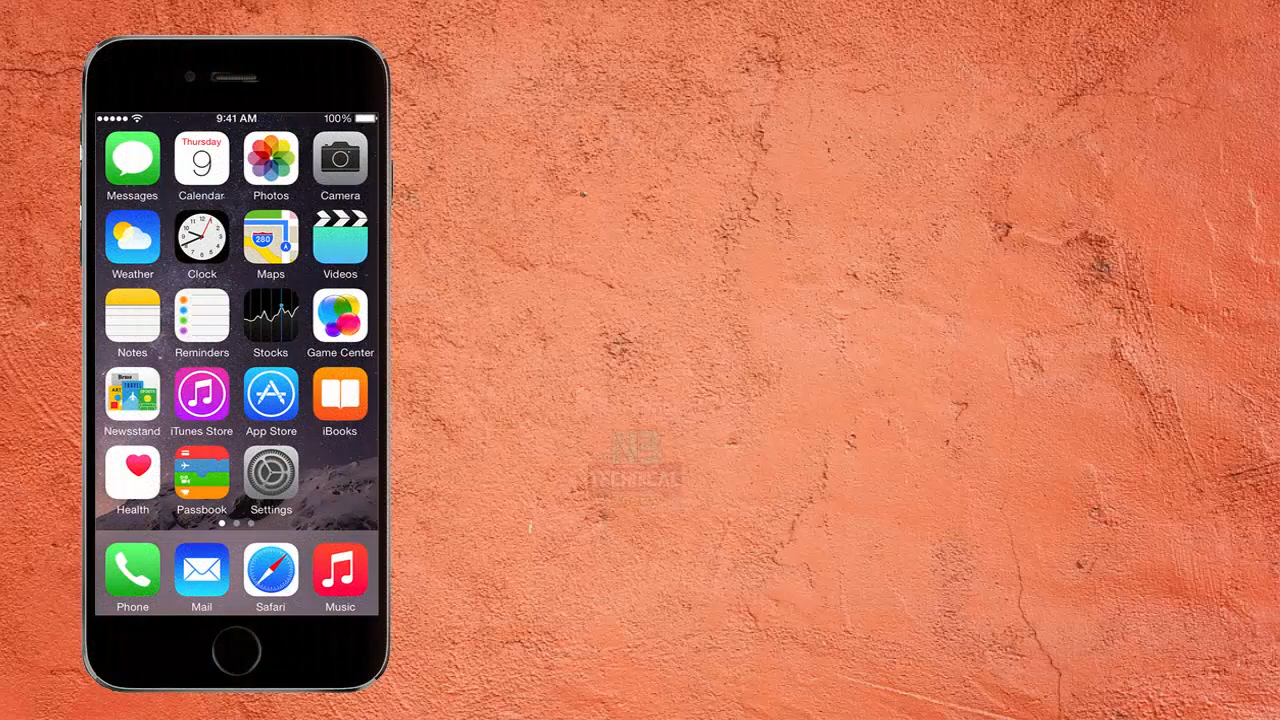 9:41 AM 100%
Thursday
9
Messages Calendar Photos Camera
280
Weather Clock Maps Videos
Notes Reminders Stocks Game Center
Newsstand iTunes Store App Store iBooks
Health Passbook Settings
TECHNICAL
Phone Mail Safari Music